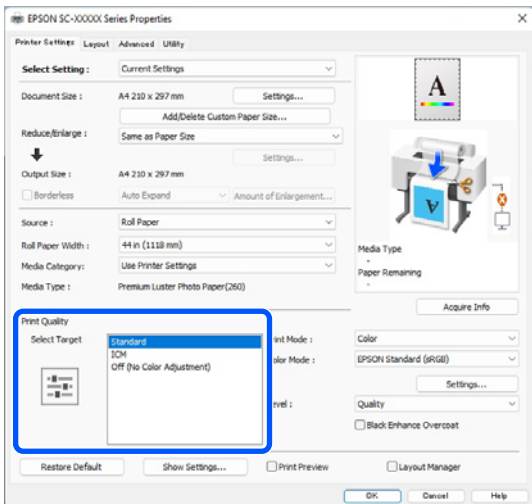 EPSON SC-XXXXX Series Properties
Printer Settings Layout Advanced Utility
Select Setting : Current Settings
Document Size : A4 210 x 297 mm Settings...
Add/Delete Custom Paper Size...
Reduce/Enlarge : Same as Paper Size
Settings...
Output Size : A4 210 x 297 mm
Borderless Auto Expand Amount of Enlargement...
Source : Roll Paper
Roll Paper Width : 44 in (1118 mm)
Media Category: Use Printer Settings
Media Type : Premium Luster Photo Paper(260)
A
A
Media Type
-
Paper Remaining
-
Acquire Info
Print Quality
Select Target Standard
ICM
Off (No Color Adjustment)
int Mode : Color
olor Mode : EPSON Standard (sRGB)
Settings...
evel : Quality
Black Enhance Overcoat
Restore Default Show Settings... Print Preview Layout Manager
OK Cancel Help